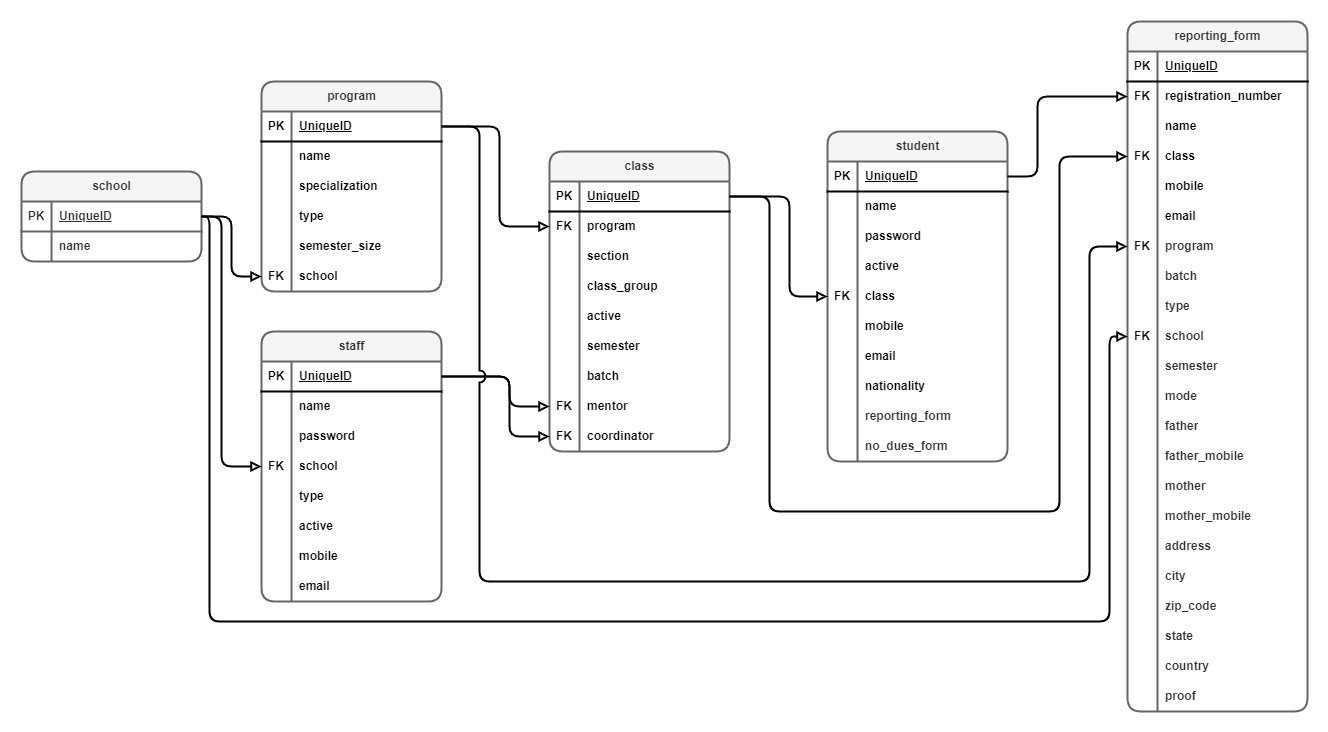 school
PK UniqueID
name
program
PK UniqueID
name
specialization
type
semester_size
FK school
staff
PK UniqueID
name
password
FK school
type
active
mobile
email
class
PK UniqueID
FK program
section
class_group
active
semester
batch
FK mentor
FK coordinator
student
PK UniqueID
name
password
active
FK class
mobile
email
nationality
reporting_form
no_dues_form
reporting_form
PK UniqueID
FK registration_number
name
FK class
mobile
email
FK program
batch
type
FK school
semester
mode
father
father_mobile
mother
mother_mobile
address
city
zip_code
state
country
proof